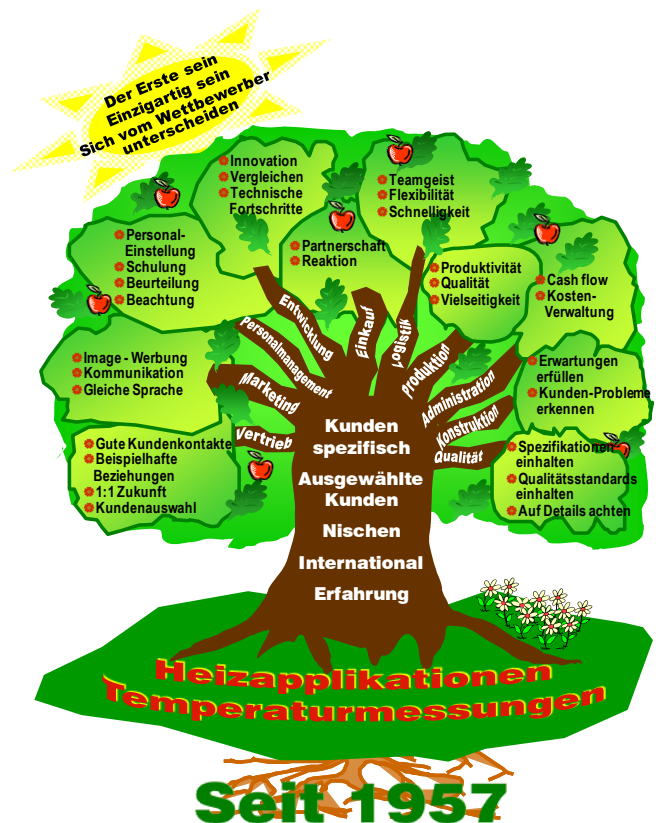 Der Erste sein
Einzigartig sein
Sich vom Wettbewerber
unterscheiden
Innovation
Vergleichen
Technische
Fortschritte
Teamgeist
Flexibilität
Schnelligkeit
Personal-
Einstellung
Schulung
Beurteilung
Beachtung
Partnerschaft
Reaktion
Produktivität
Qualität
Vielseitigkeit
Cash flow
Kosten-
Verwaltung
Image - Werbung
Kommunikation
Gleiche Sprache
Erwartungen
erfüllen
Kunden-Probleme
erkennen
Gute Kundenkontakte
Beispielhafte
Beziehungen
1:1 Zukunft
Kundenauswahl
Spezifikationen
einhalten
Qualitätsstandards
einhalten
Auf Details achten
Vertrieb
Marketing
Personalmanagement
Entwicklung
Einkauf
Logistik
Produktion
Administration
Konstruktion
Qualität
Kunden
spezifisch
Ausgewählte
Kunden
Nischen
International
Erfahrung
Heizapplikationen
Temperaturmessungen
Seit 1957